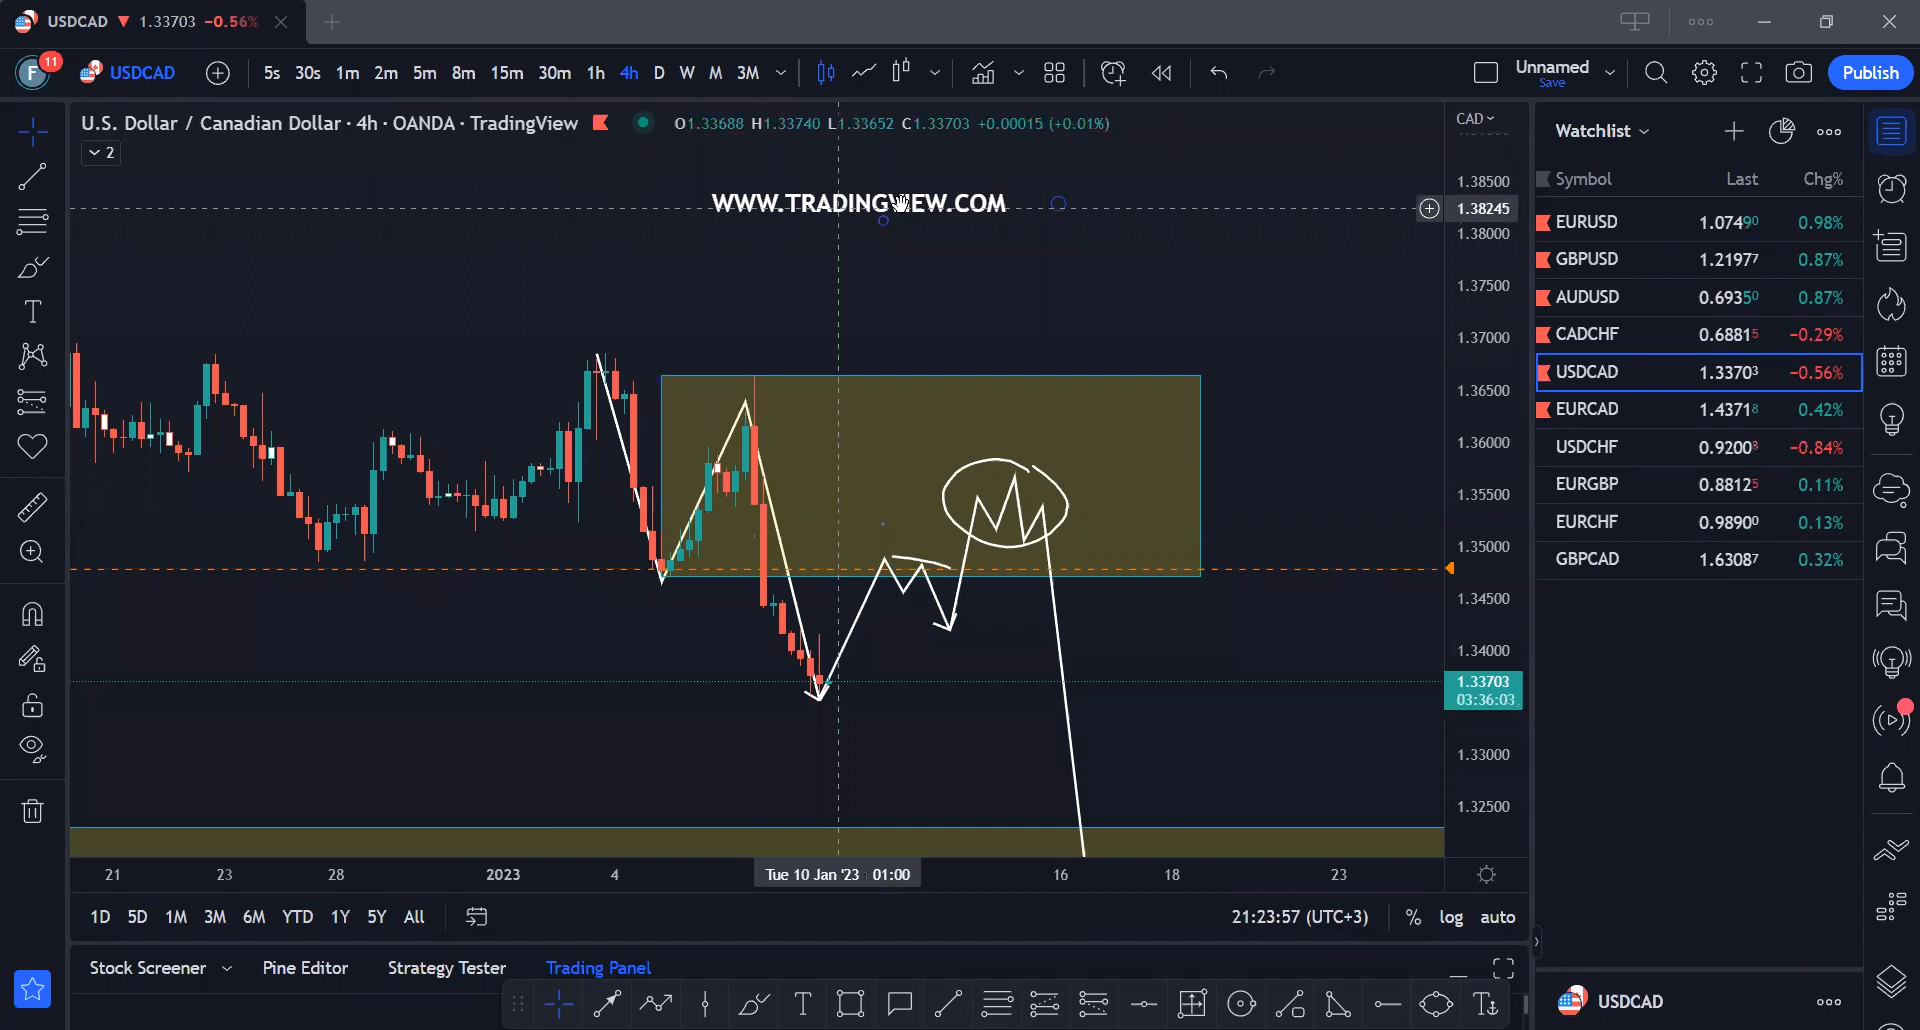 USDCAD ▼ 1.33703 −0.56%
F 11 USDCAD 5s 30s 1m 2m 5m 8m 15m 30m 1h 4h D W M 3M Unnamed Save Publish
U.S. Dollar / Canadian Dollar · 4h · OANDA · TradingView O1.33688 H1.33740 L1.33652 C1.33703 +0.00015 (+0.01%)
2
WWW.TRADINGVIEW.COM
CAD
1.38500
1.38245
1.38000
1.37500
1.37000
1.36500
1.36000
1.35500
1.35000
1.34500
1.34000
1.33703
03:36:03
1.33000
1.32500
21 23 28 2023 4 Tue 10 Jan '23 01:00 16 18 23
1D 5D 1M 3M 6M YTD 1Y 5Y All 21:23:57 (UTC+3) % log auto
Stock Screener Pine Editor Strategy Tester Trading Panel
Watchlist
Symbol Last Chg%
EURUSD 1.07490 0.98%
GBPUSD 1.21977 0.87%
AUDUSD 0.69350 0.87%
CADCHF 0.68815 −0.29%
USDCAD 1.33703 −0.56%
EURCAD 1.43718 0.42%
USDCHF 0.92008 −0.84%
EURGBP 0.88125 0.11%
EURCHF 0.98900 0.13%
GBPCAD 1.63087 0.32%
USDCAD